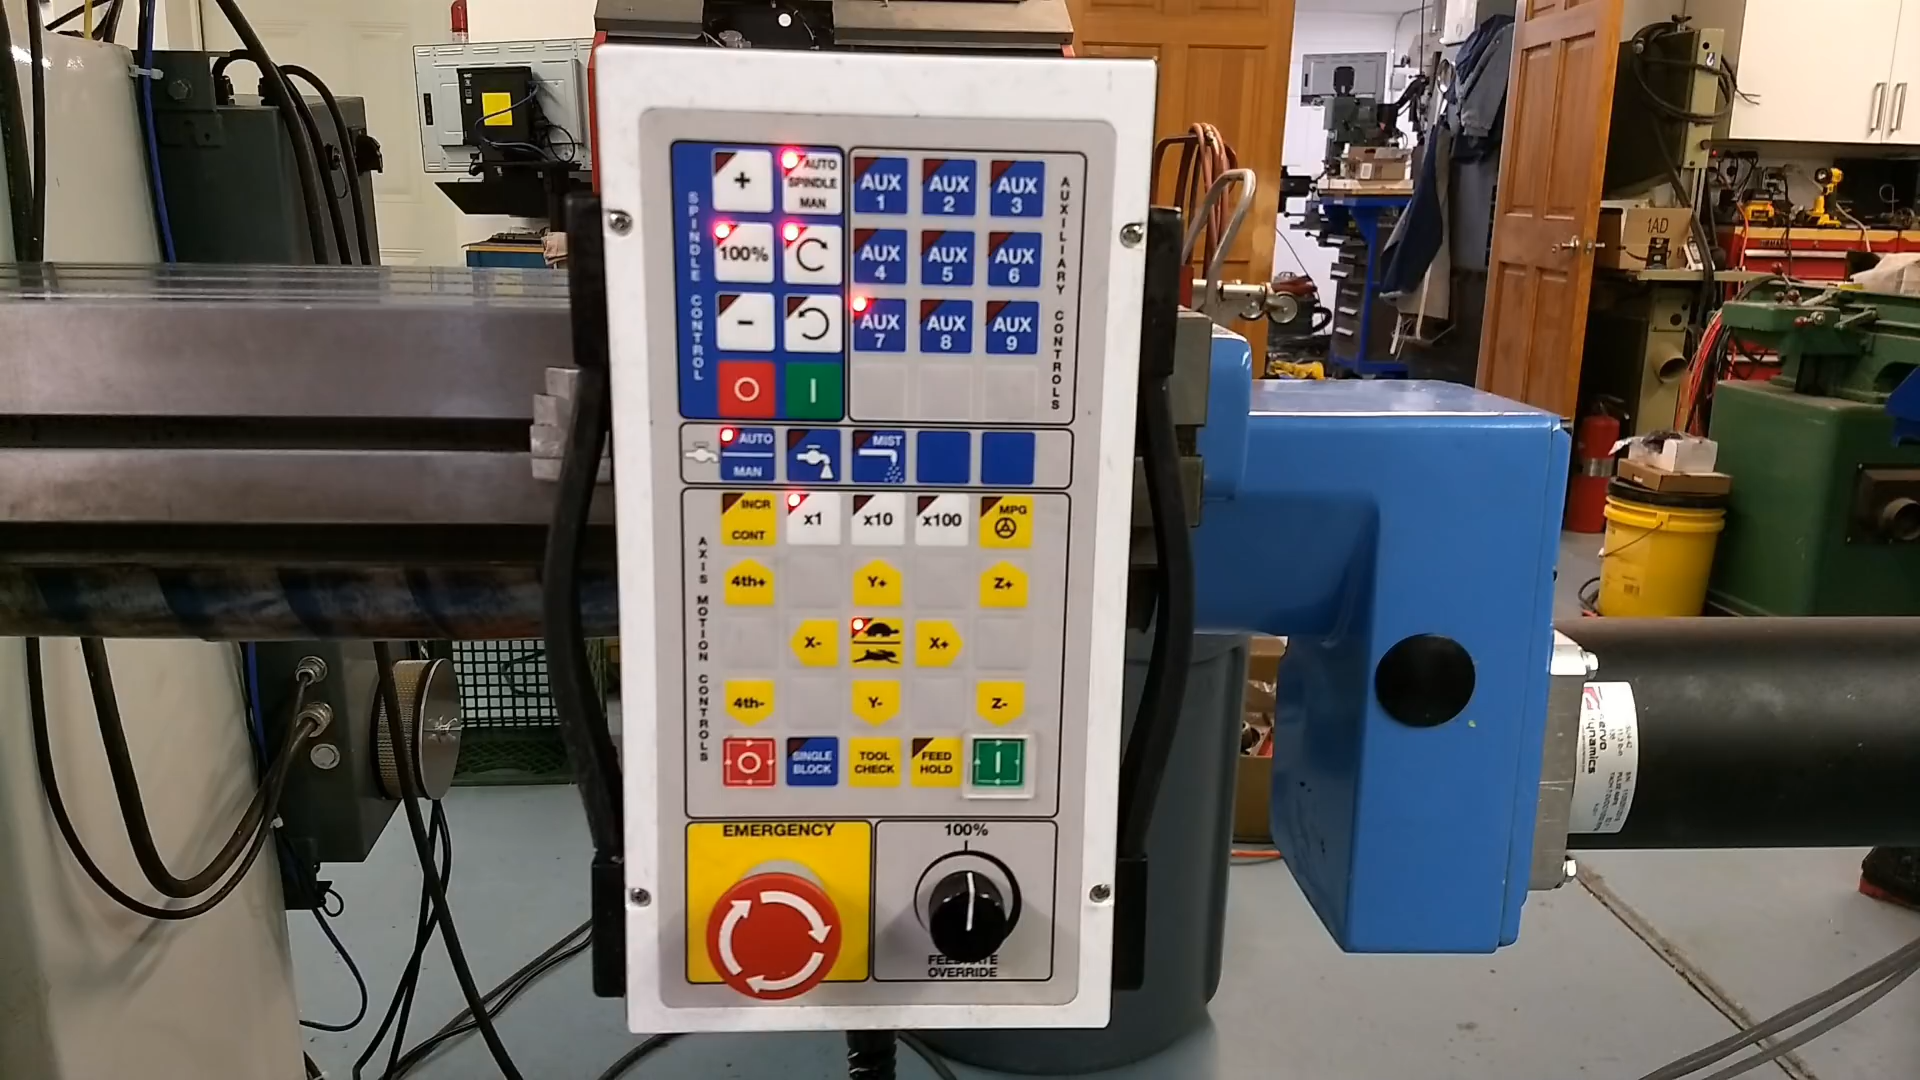 SPINDLE CONTROL
+
AUTO
SPINDLE
MAN
100%
-
O
I
AUX
1
AUX
2
AUX
3
AUX
4
AUX
5
AUX
6
AUX
7
AUX
8
AUX
9
AUXILIARY CONTROLS
AUTO
MAN
MIST
AXIS MOTION CONTROLS
INCR
CONT
x1
x10
x100
MPG
4th+
Y+
Z+
X-
X+
4th-
Y-
Z-
O
SINGLE
BLOCK
TOOL
CHECK
FEED
HOLD
I
EMERGENCY
100%
FEEDRATE
OVERRIDE
1AD
servo
dynamics